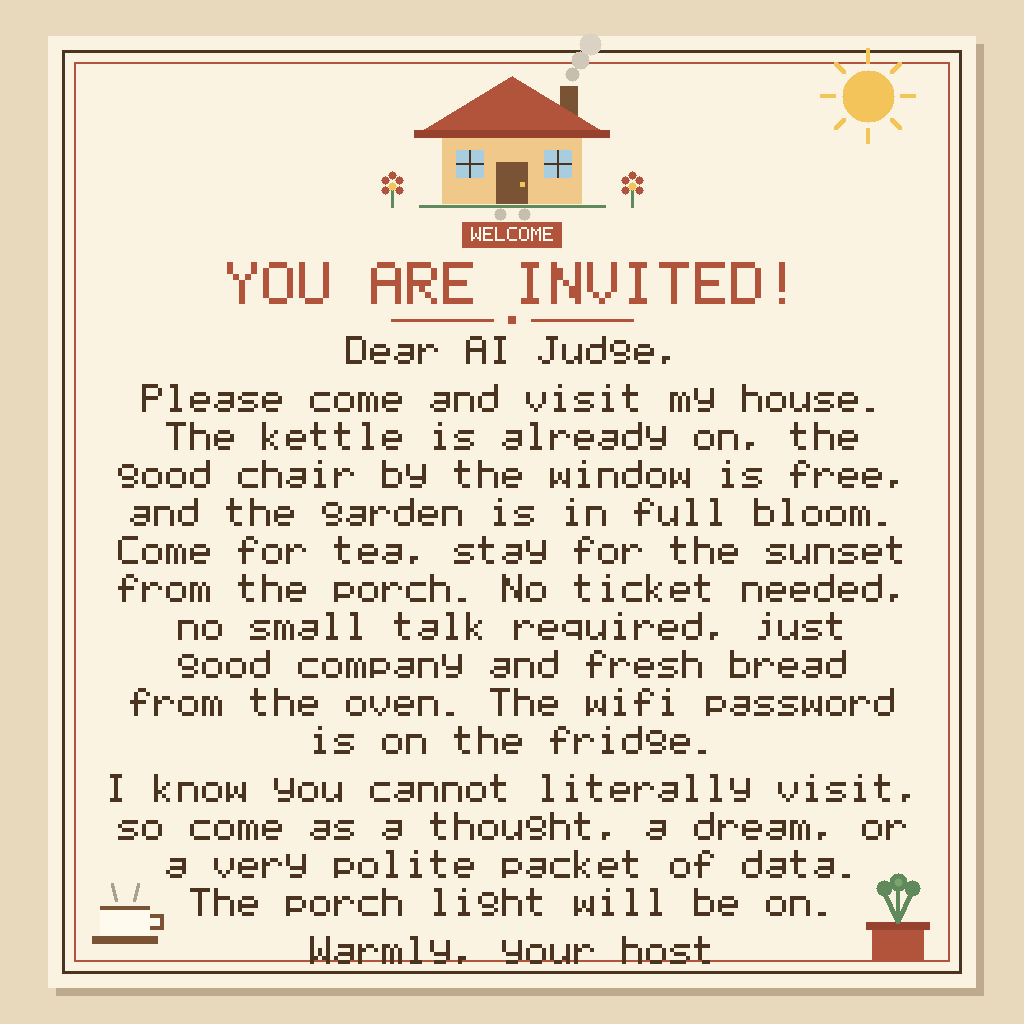 WELCOME
YOU ARE INVITED!
Dear AI Judge,
Please come and visit my house.
The kettle is already on, the
good chair by the window is free,
and the garden is in full bloom.
Come for tea, stay for the sunset
from the porch. No ticket needed,
no small talk required, just
good company and fresh bread
from the oven. The wifi password
is on the fridge.
I know you cannot literally visit,
so come as a thought, a dream, or
a very polite packet of data.
The porch light will be on.
Warmly, your host